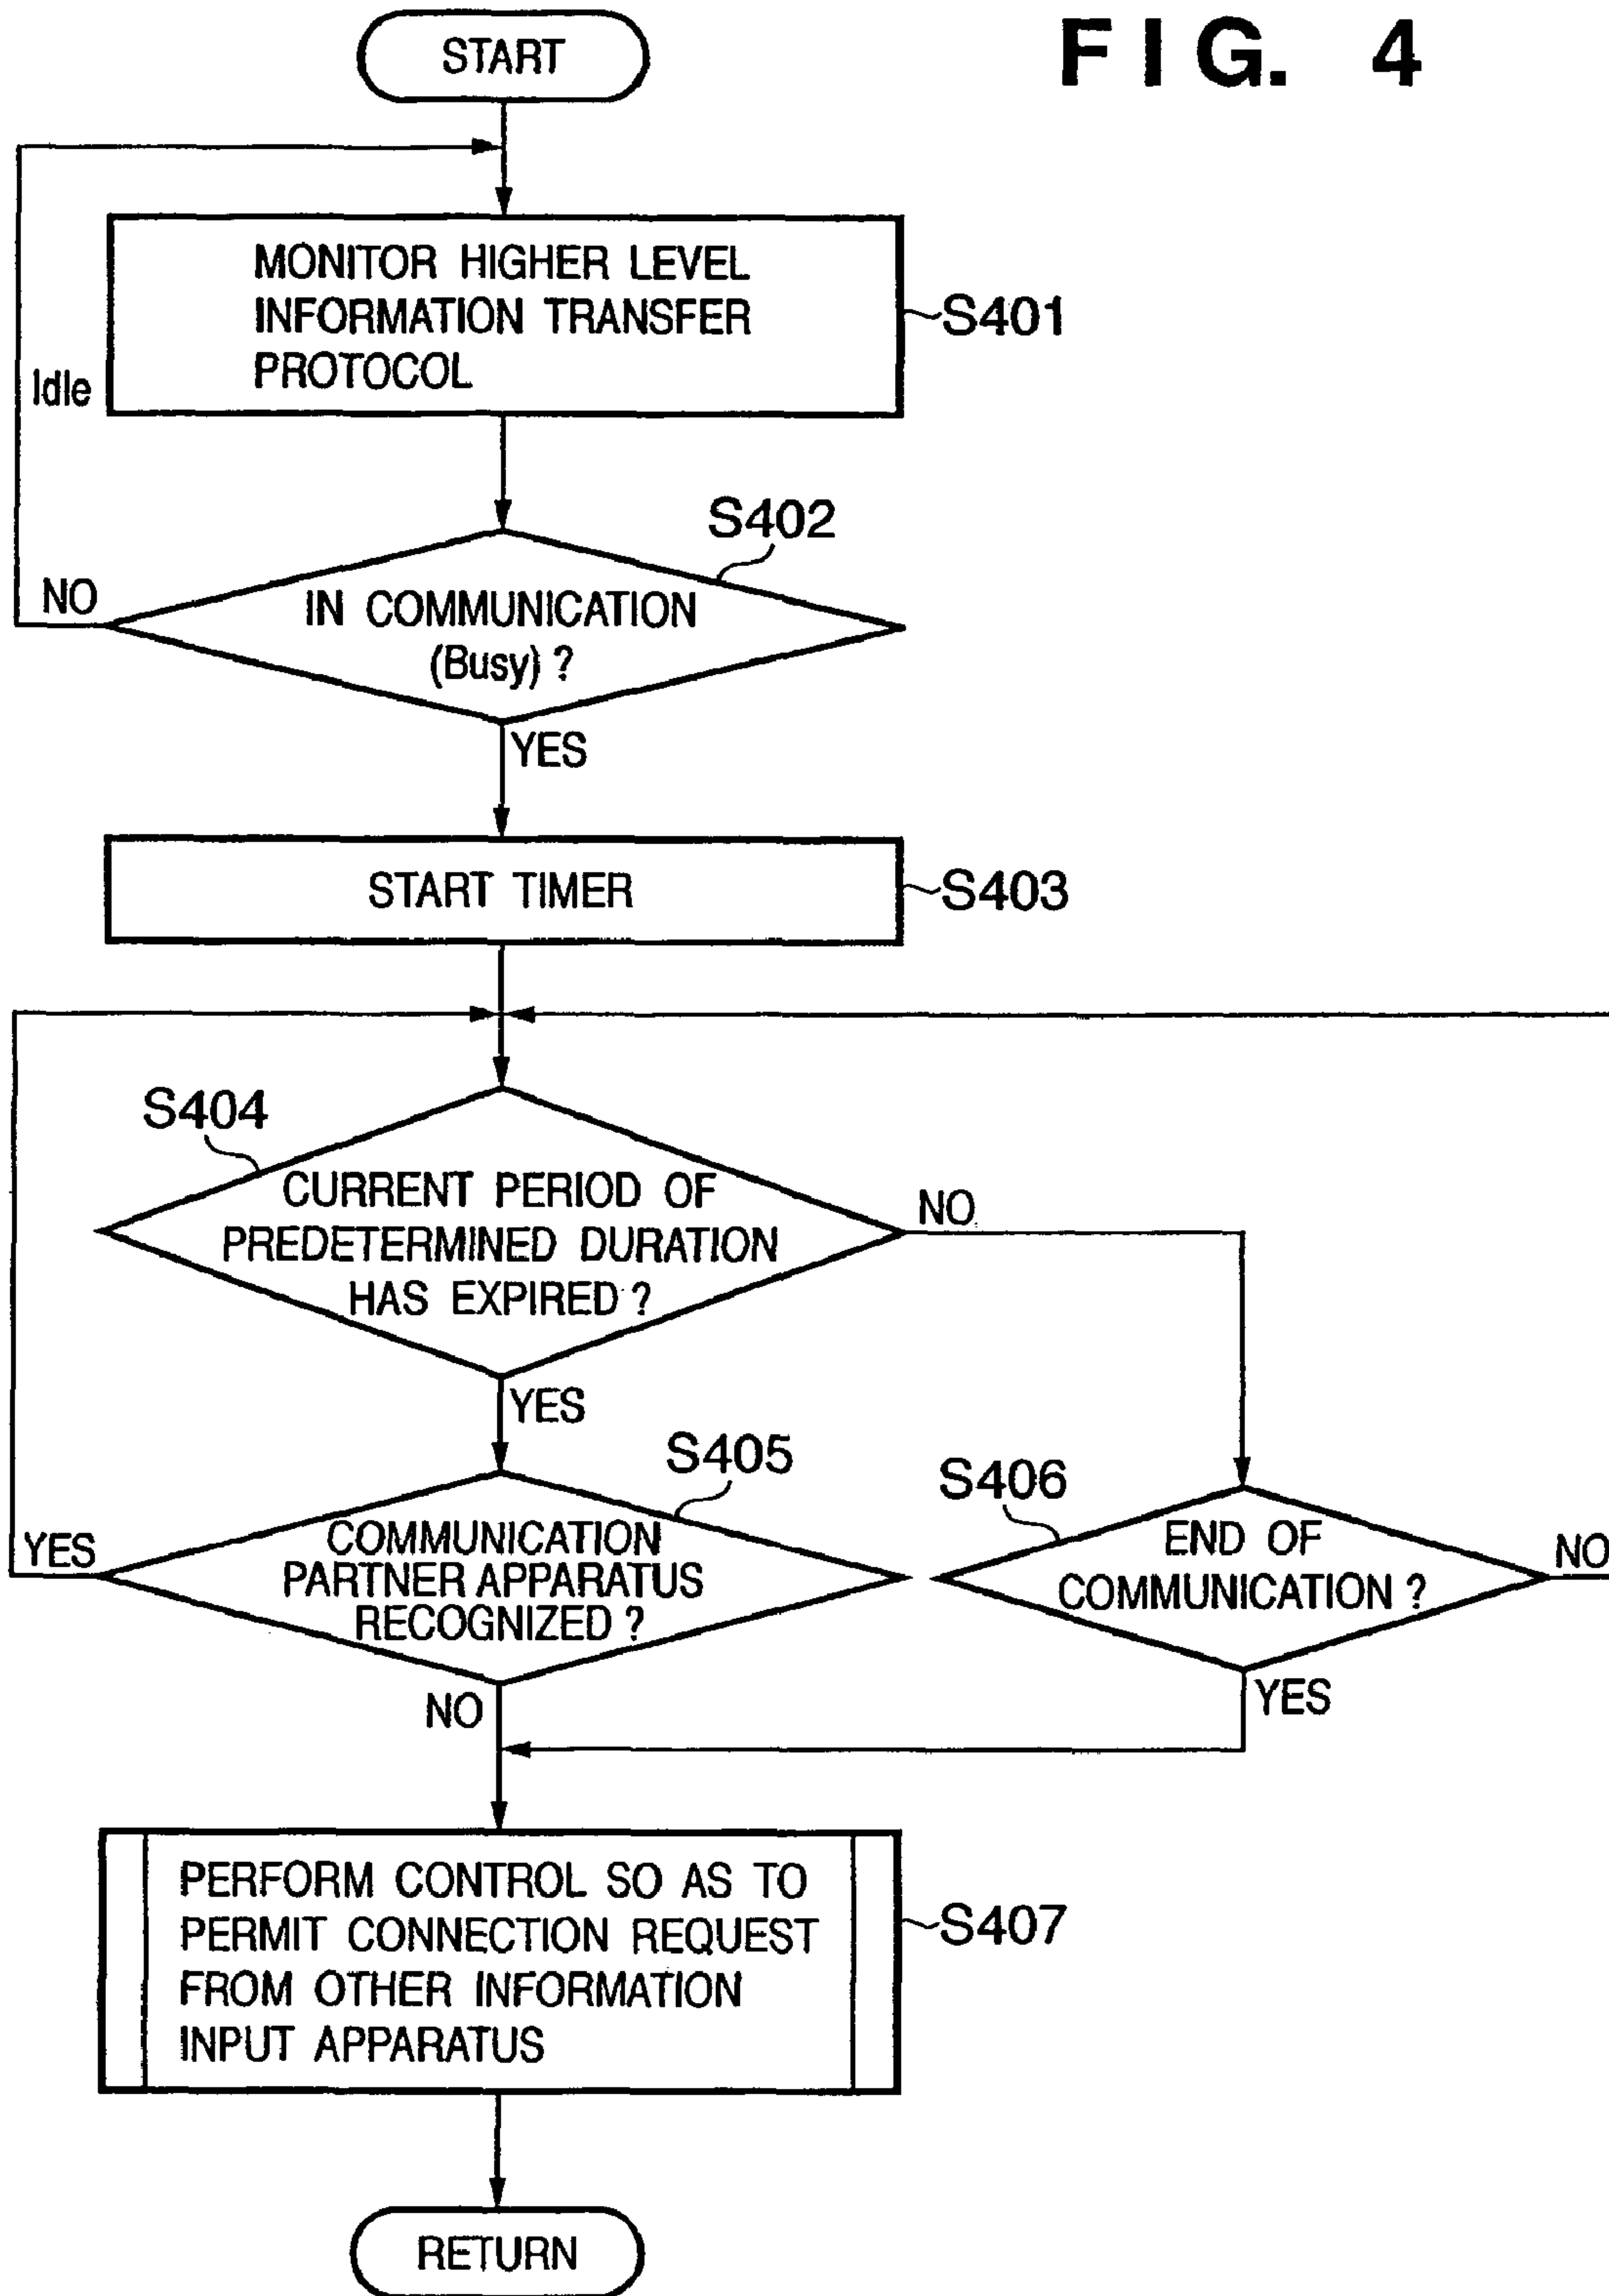 FIG. 4
START
MONITOR HIGHER LEVEL
INFORMATION TRANSFER
PROTOCOL
S401
Idle
S402
NO
IN COMMUNICATION
(Busy) ?
YES
START TIMER
S403
S404
CURRENT PERIOD OF
PREDETERMINED DURATION
HAS EXPIRED ?
NO
YES
S405
S406
YES
COMMUNICATION
PARTNER APPARATUS
RECOGNIZED ?
END OF
COMMUNICATION ?
NO
NO
YES
PERFORM CONTROL SO AS TO
PERMIT CONNECTION REQUEST
FROM OTHER INFORMATION
INPUT APPARATUS
S407
RETURN